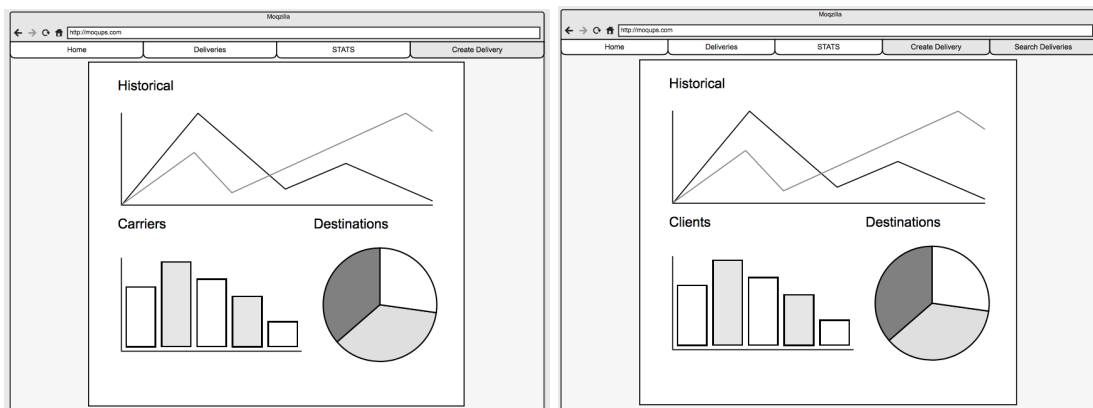 Moqzilla
http://moqups.com
Home Deliveries STATS Create Delivery
Historical
Carriers Destinations
Moqzilla
http://moqups.com
Home Deliveries STATS Create Delivery Search Deliveries
Historical
Clients Destinations